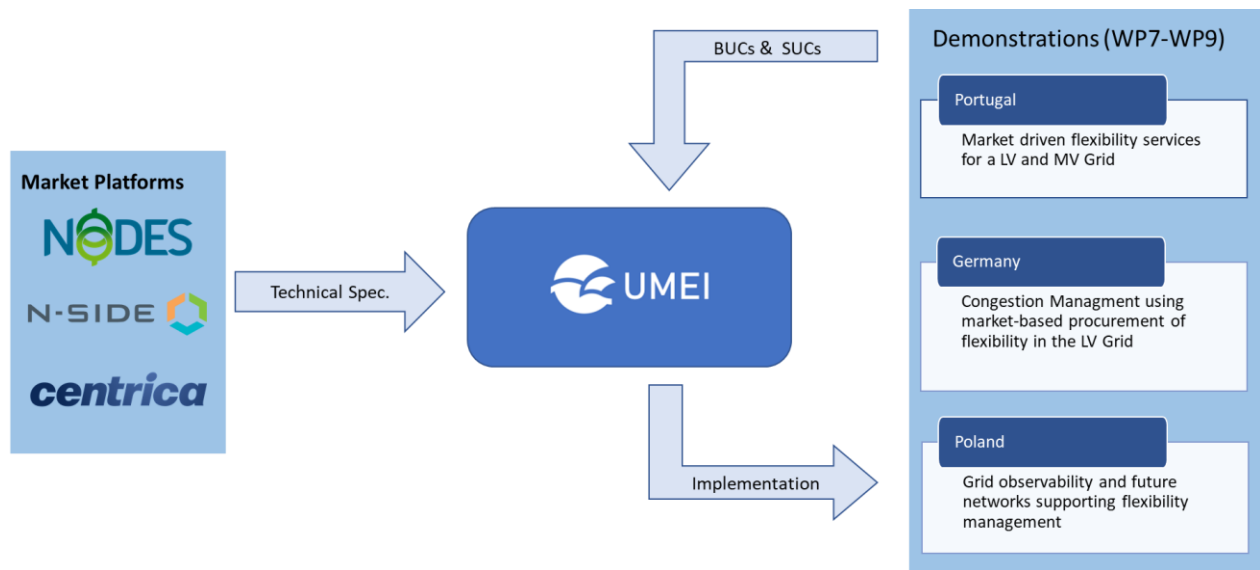 Market Platforms
NODES
N-SIDE
centrica
Technical Spec.
BUCs & SUCs
UMEI
Implementation
Demonstrations (WP7-WP9)
Portugal
Market driven flexibility services
for a LV and MV Grid
Germany
Congestion Managment using
market-based procurement of
flexibility in the LV Grid
Poland
Grid observability and future
networks supporting flexibility
management